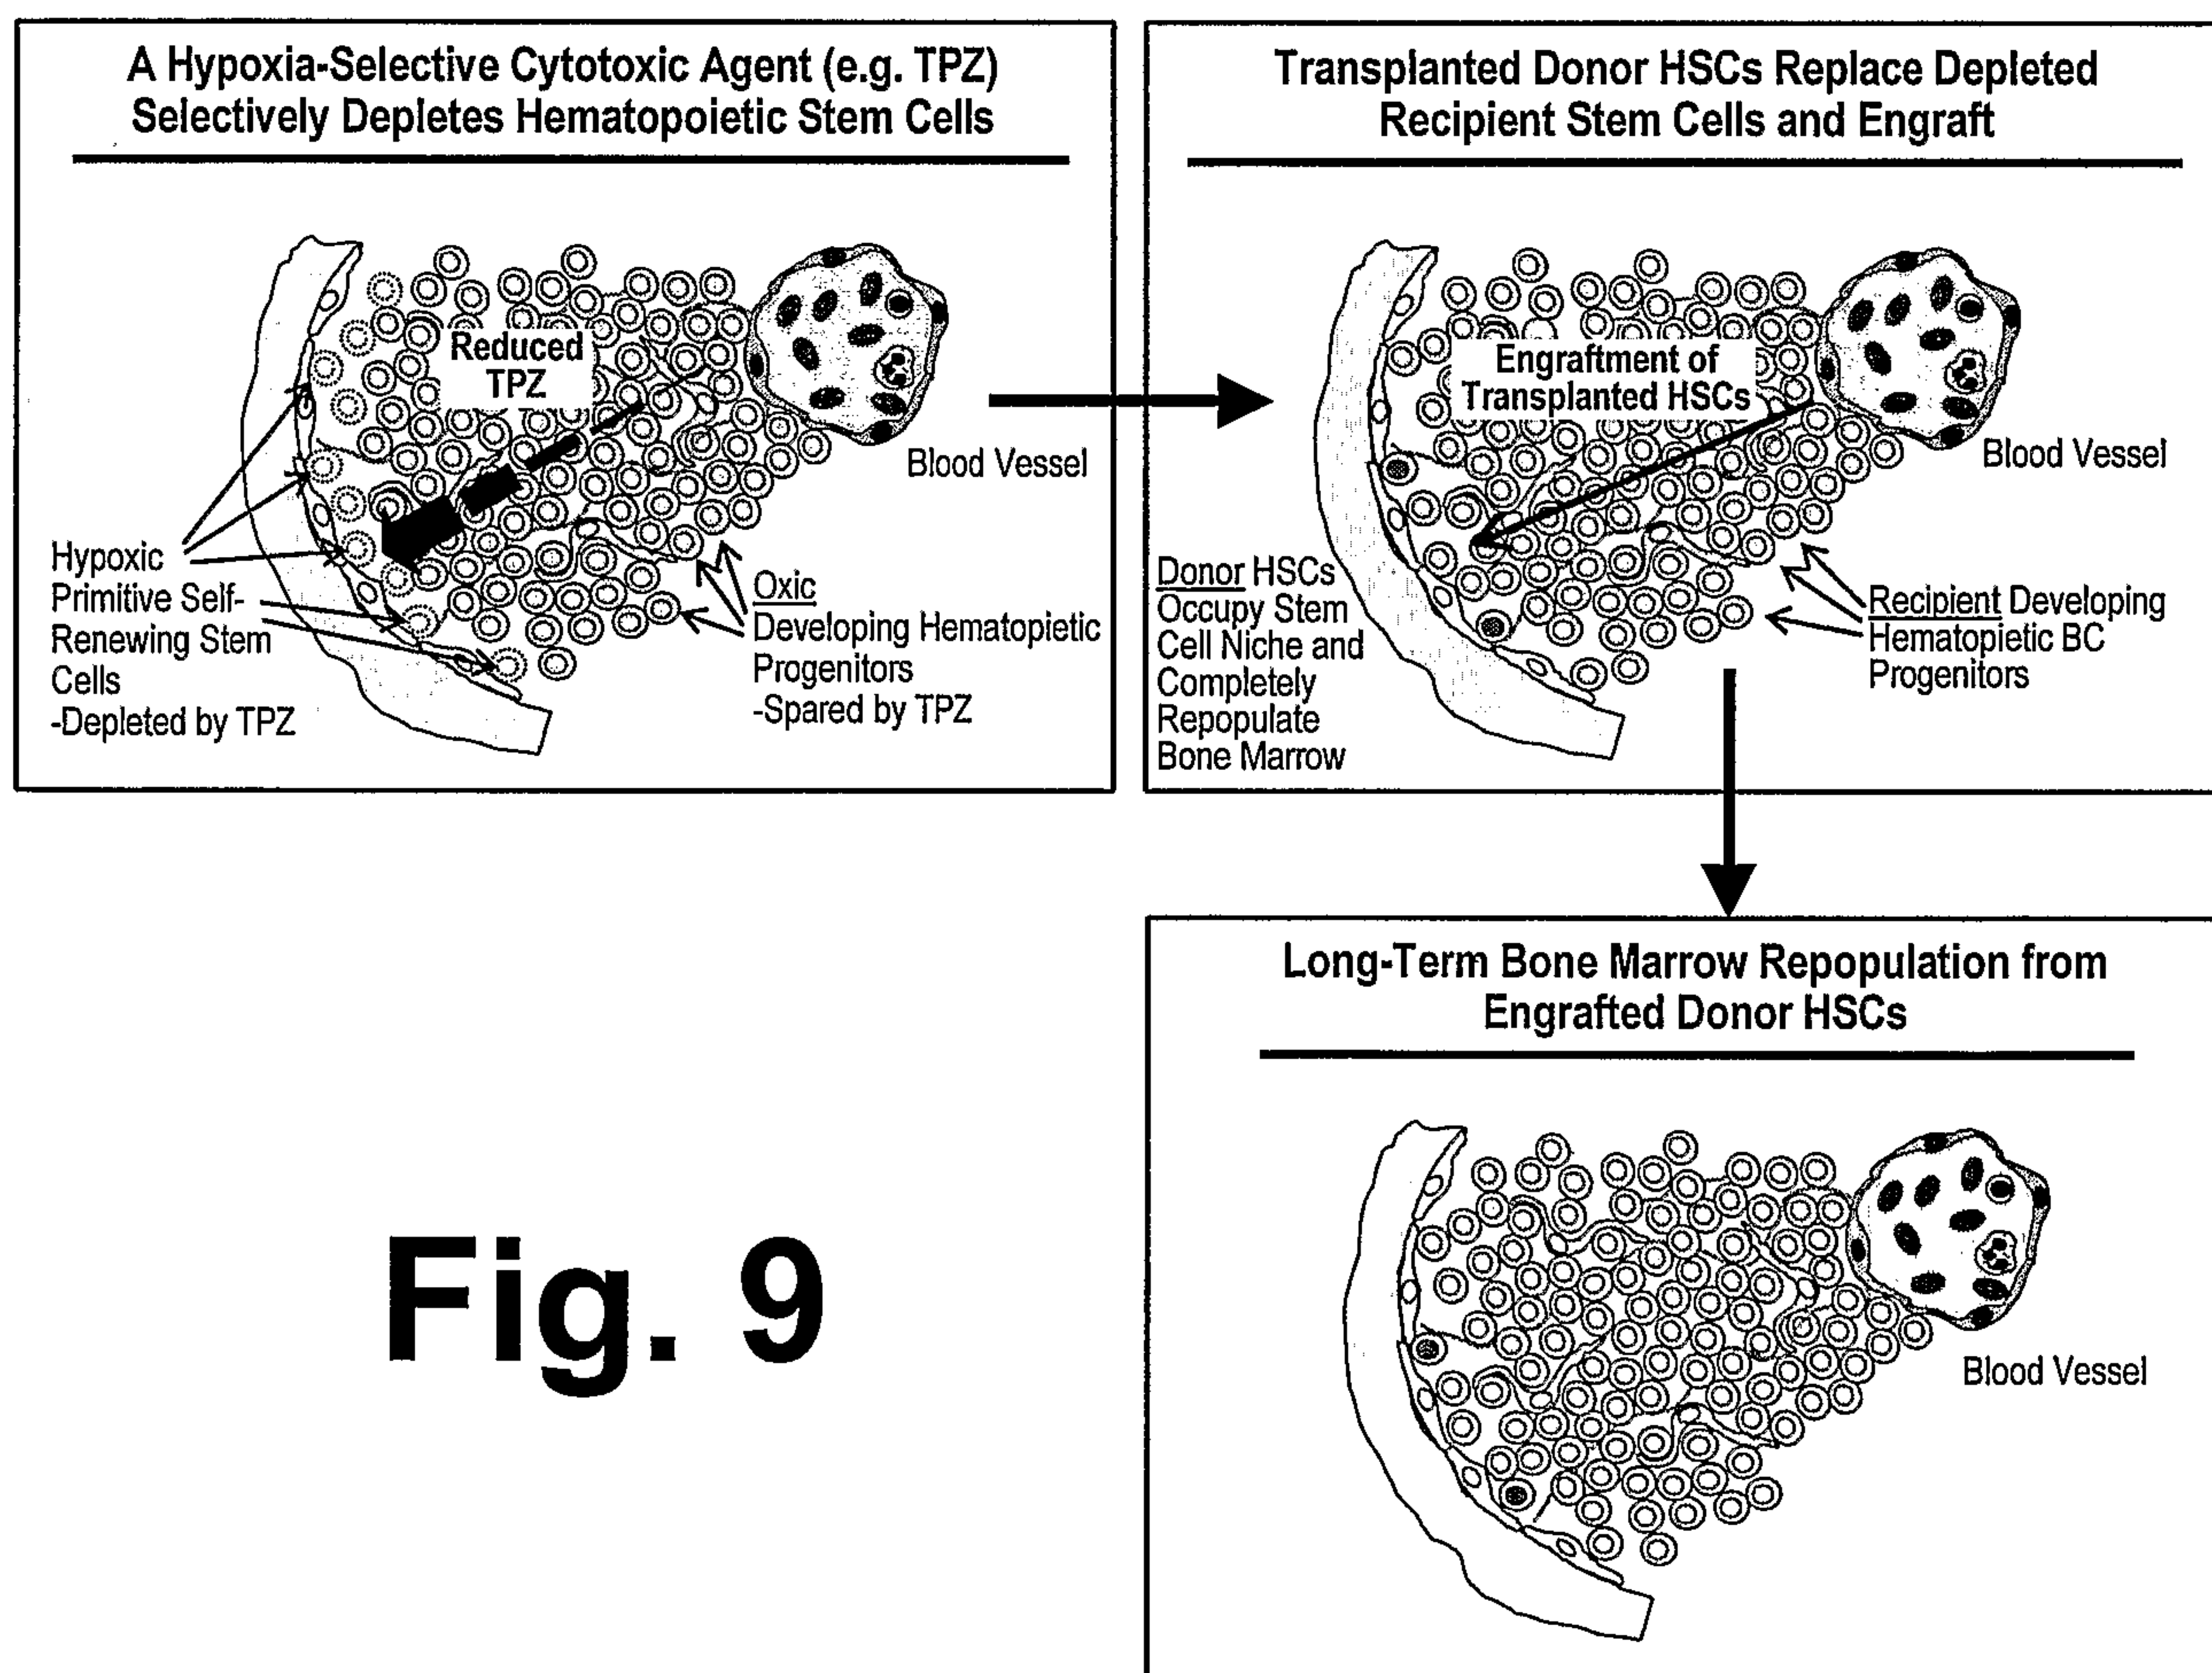 A Hypoxia-Selective Cytotoxic Agent (e.g. TPZ)
Selectively Depletes Hematopoietic Stem Cells
Reduced
TPZ
Blood Vessel
Hypoxic
Primitive Self-
Renewing Stem
Cells
-Depleted by TPZ
Oxic
Developing Hematopietic
Progenitors
-Spared by TPZ
Transplanted Donor HSCs Replace Depleted
Recipient Stem Cells and Engraft
Engraftment of
Transplanted HSCs
Blood Vessel
Donor HSCs
Occupy Stem
Cell Niche and
Completely
Repopulate
Bone Marrow
Recipient Developing
Hematopietic BC
Progenitors
Long-Term Bone Marrow Repopulation from
Engrafted Donor HSCs
Blood Vessel
Fig. 9